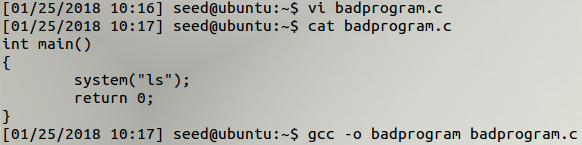 [01/25/2018 10:16] seed@ubuntu:~$ vi badprogram.c
[01/25/2018 10:17] seed@ubuntu:~$ cat badprogram.c
int main()
{
        system("ls");
        return 0;
}
[01/25/2018 10:17] seed@ubuntu:~$ gcc -o badprogram badprogram.c